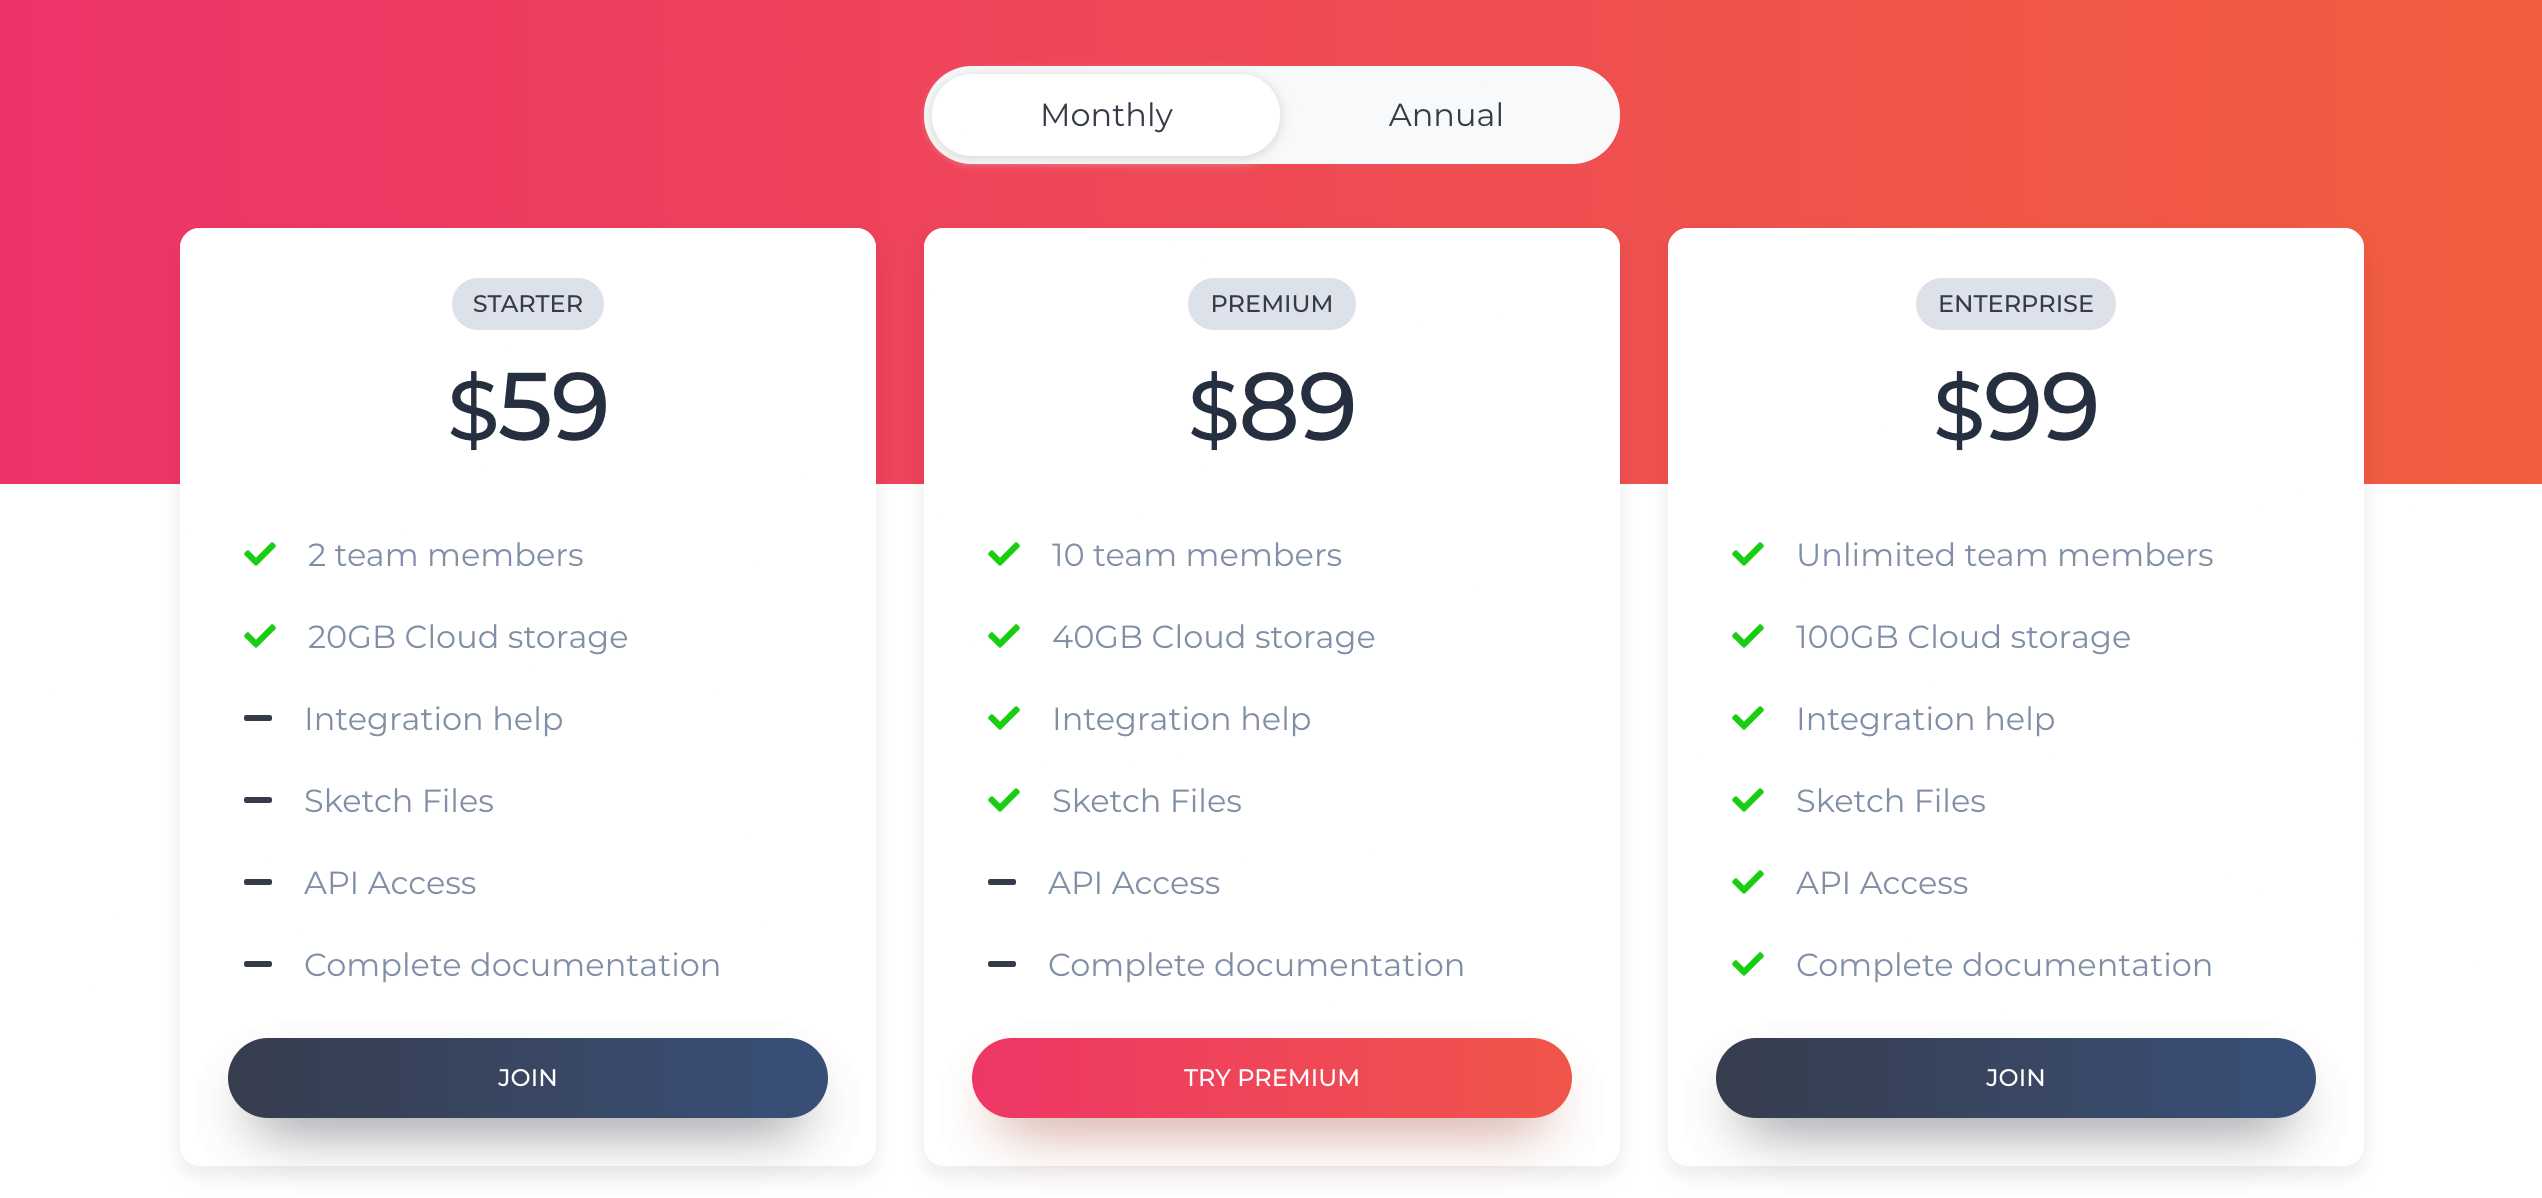 Monthly
Annual
STARTER
$59
2 team members
20GB Cloud storage
Integration help
Sketch Files
API Access
Complete documentation
JOIN
PREMIUM
$89
10 team members
40GB Cloud storage
Integration help
Sketch Files
API Access
Complete documentation
TRY PREMIUM
ENTERPRISE
$99
Unlimited team members
100GB Cloud storage
Integration help
Sketch Files
API Access
Complete documentation
JOIN